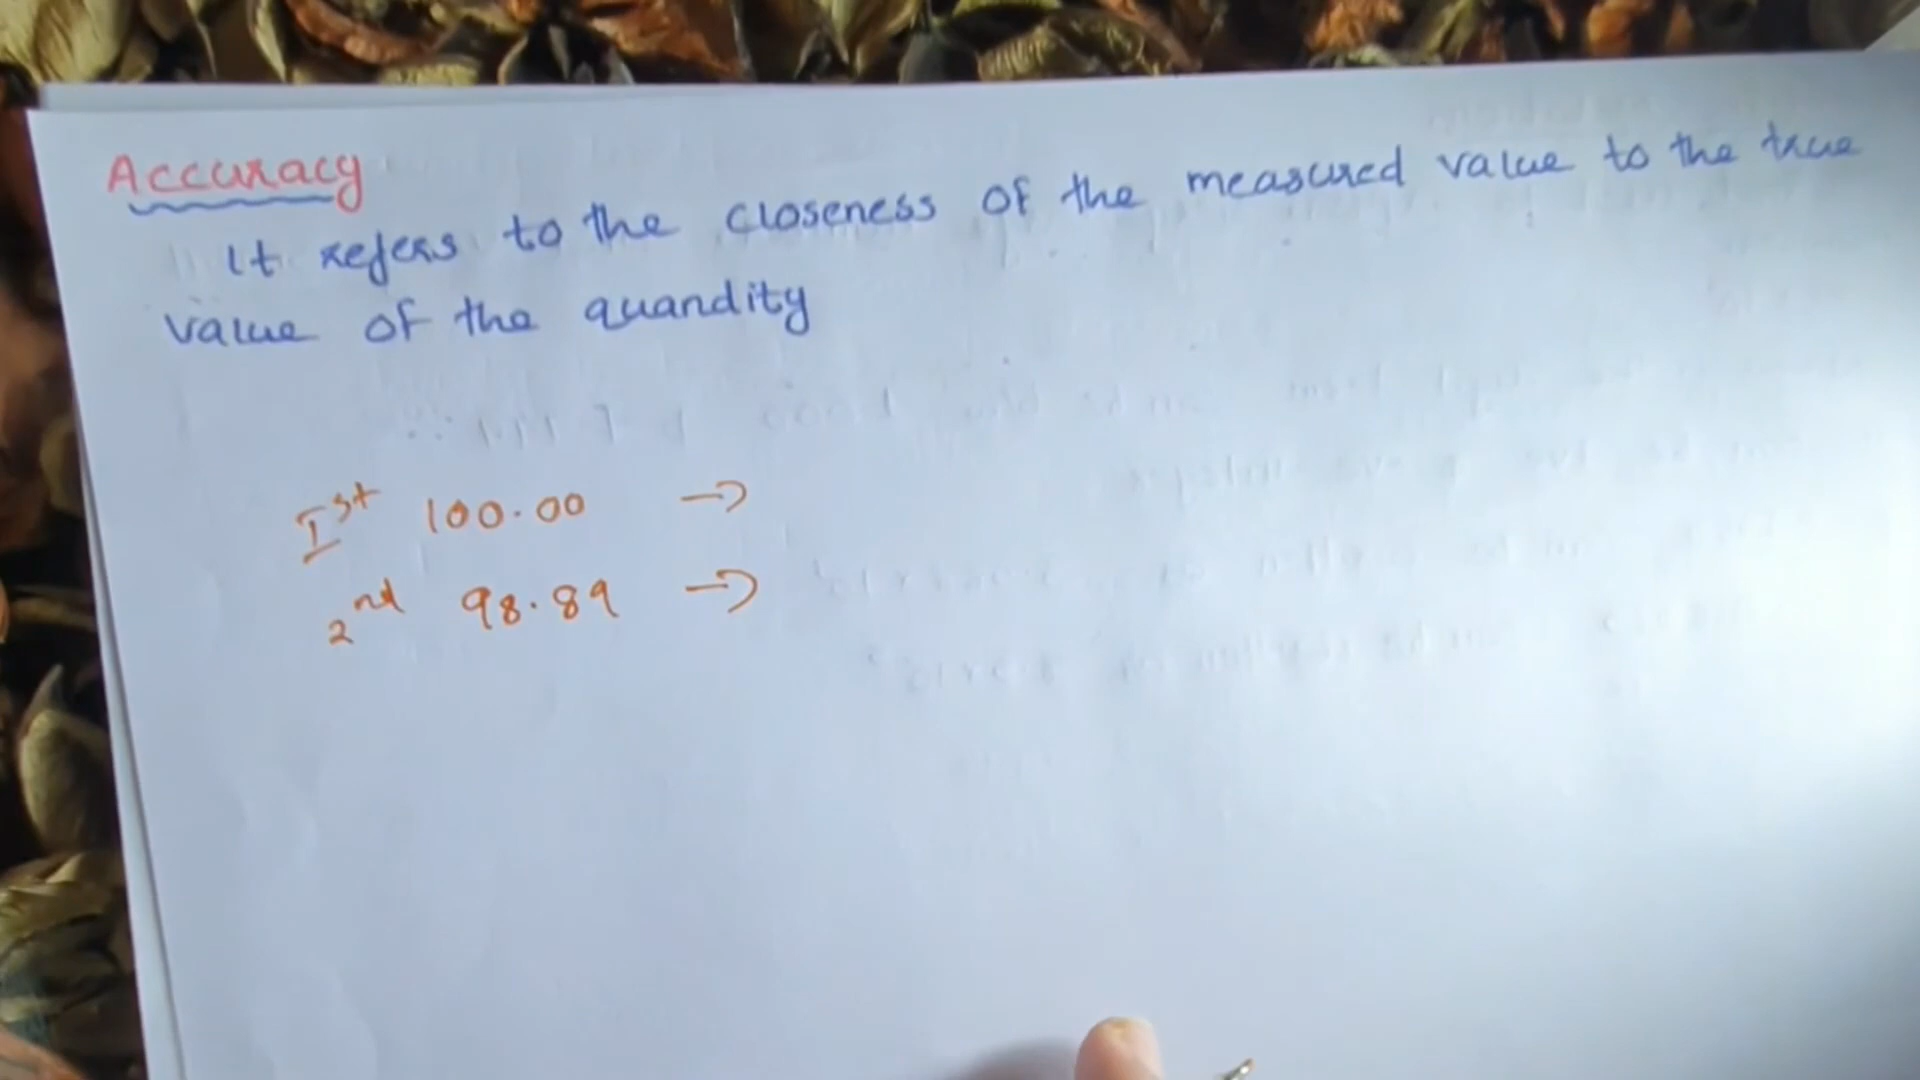 Accuracy
It refers to the closeness of the measured value to the true
value of the quandity
Ist 100.00 →
2nd 98.89 →